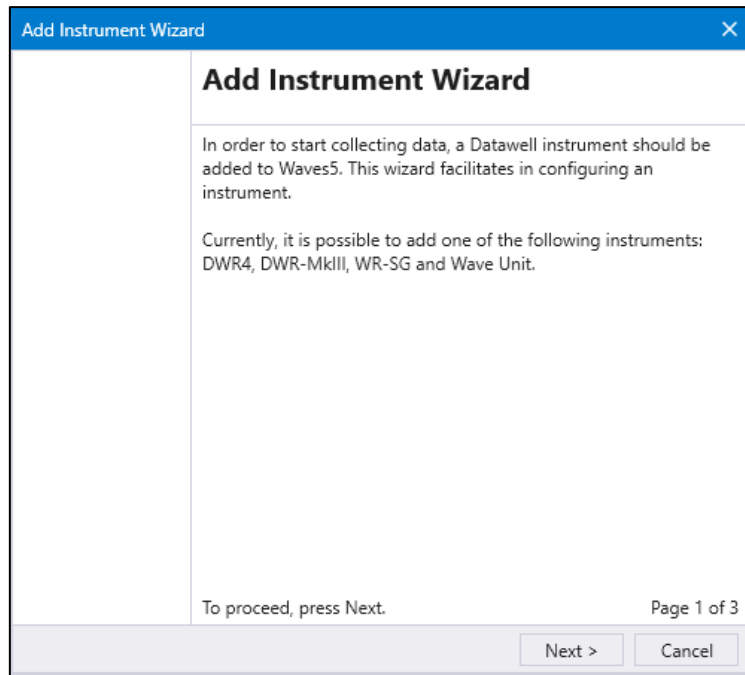 Add Instrument Wizard
Add Instrument Wizard
In order to start collecting data, a Datawell instrument should be
added to Waves5. This wizard facilitates in configuring an
instrument.
Currently, it is possible to add one of the following instruments:
DWR4, DWR-MkIII, WR-SG and Wave Unit.
To proceed, press Next. Page 1 of 3
Next > Cancel